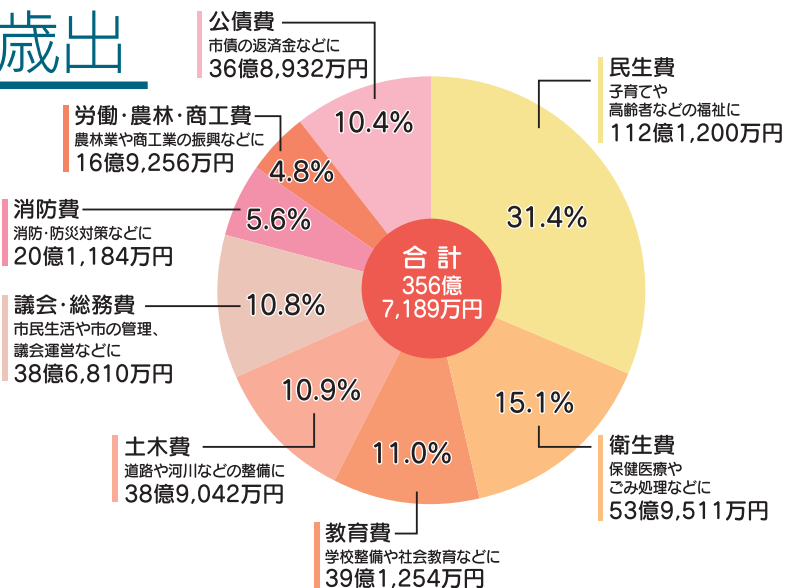 歳出
公債費
市債の返済金などに
36億8,932万円
10.4%
民生費
子育てや
高齢者などの福祉に
112億1,200万円
31.4%
労働・農林・商工費
農林業や商工業の振興などに
16億9,256万円
4.8%
消防費
消防・防災対策などに
20億1,184万円
5.6%
合計
356億
7,189万円
議会・総務費
市民生活や市の管理、
議会運営などに
38億6,810万円
10.8%
土木費
道路や河川などの整備に
38億9,042万円
10.9%
教育費
学校整備や社会教育などに
39億1,254万円
11.0%
衛生費
保健医療や
ごみ処理などに
53億9,511万円
15.1%